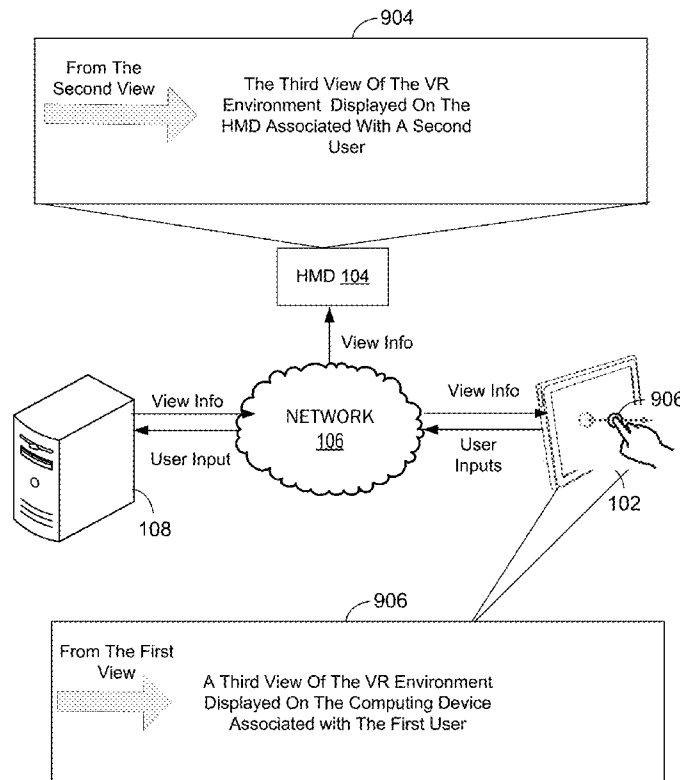 904
From The
Second View
The Third View Of The VR
Environment Displayed On The
HMD Associated With A Second
User
HMD 104
View Info
View Info
NETWORK
106
View Info
906
User Input
User
Inputs
108
102
906
From The First
View
A Third View Of The VR Environment
Displayed On The Computing Device
Associated with The First User